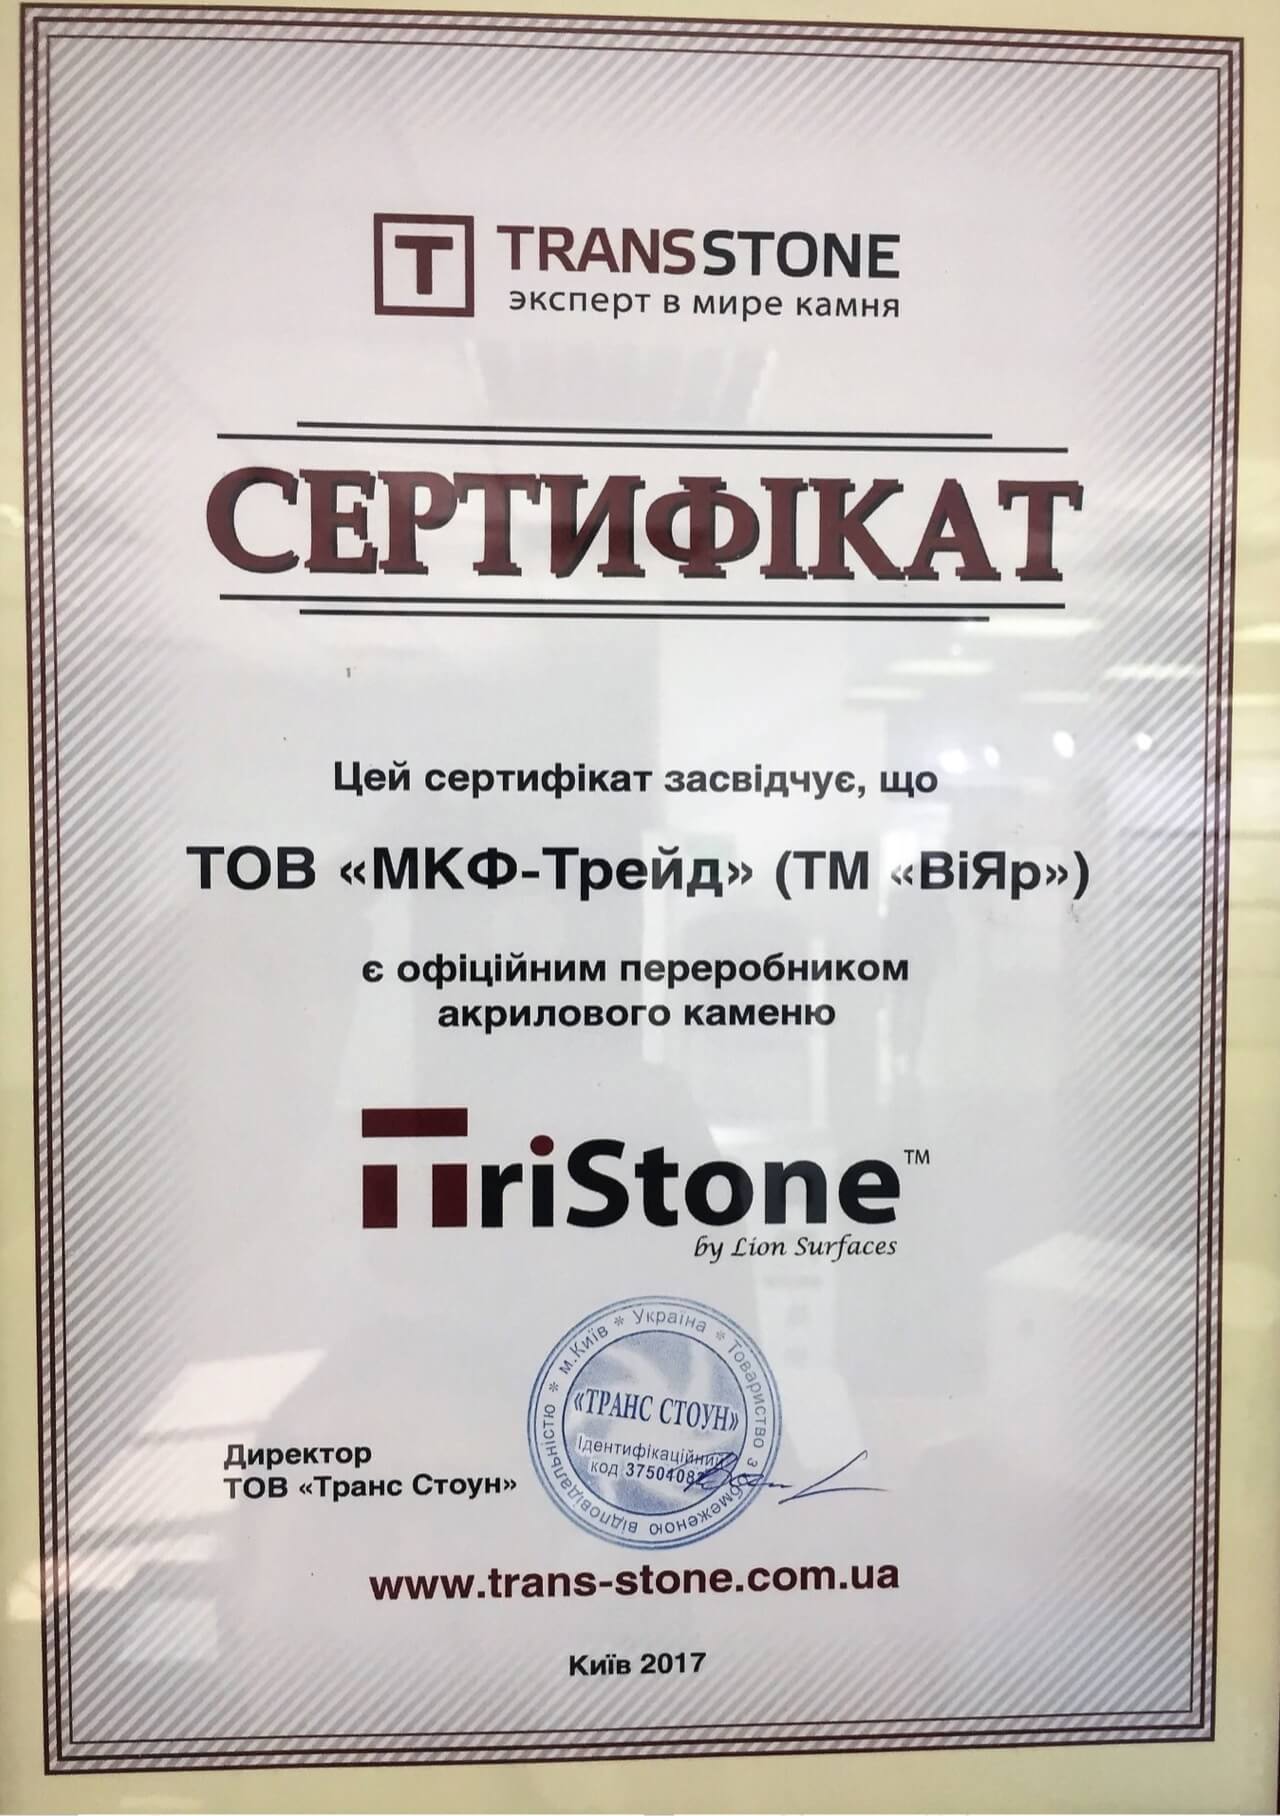 T TRANSSTONE
эксперт в мире камня
СЕРТИФІКАТ
Цей сертифікат засвідчує, що
ТОВ «МКФ-Трейд» (ТМ «ВіЯр»)
є офіційним переробником
акрилового каменю
TriStone™
by Lion Surfaces
м.Київ * Україна * Товариство з обмеженою відповідальністю *
«ТРАНС СТОУН»
Ідентифікаційний
код
Директор
ТОВ «Транс Стоун»
www.trans-stone.com.ua
Київ 2017